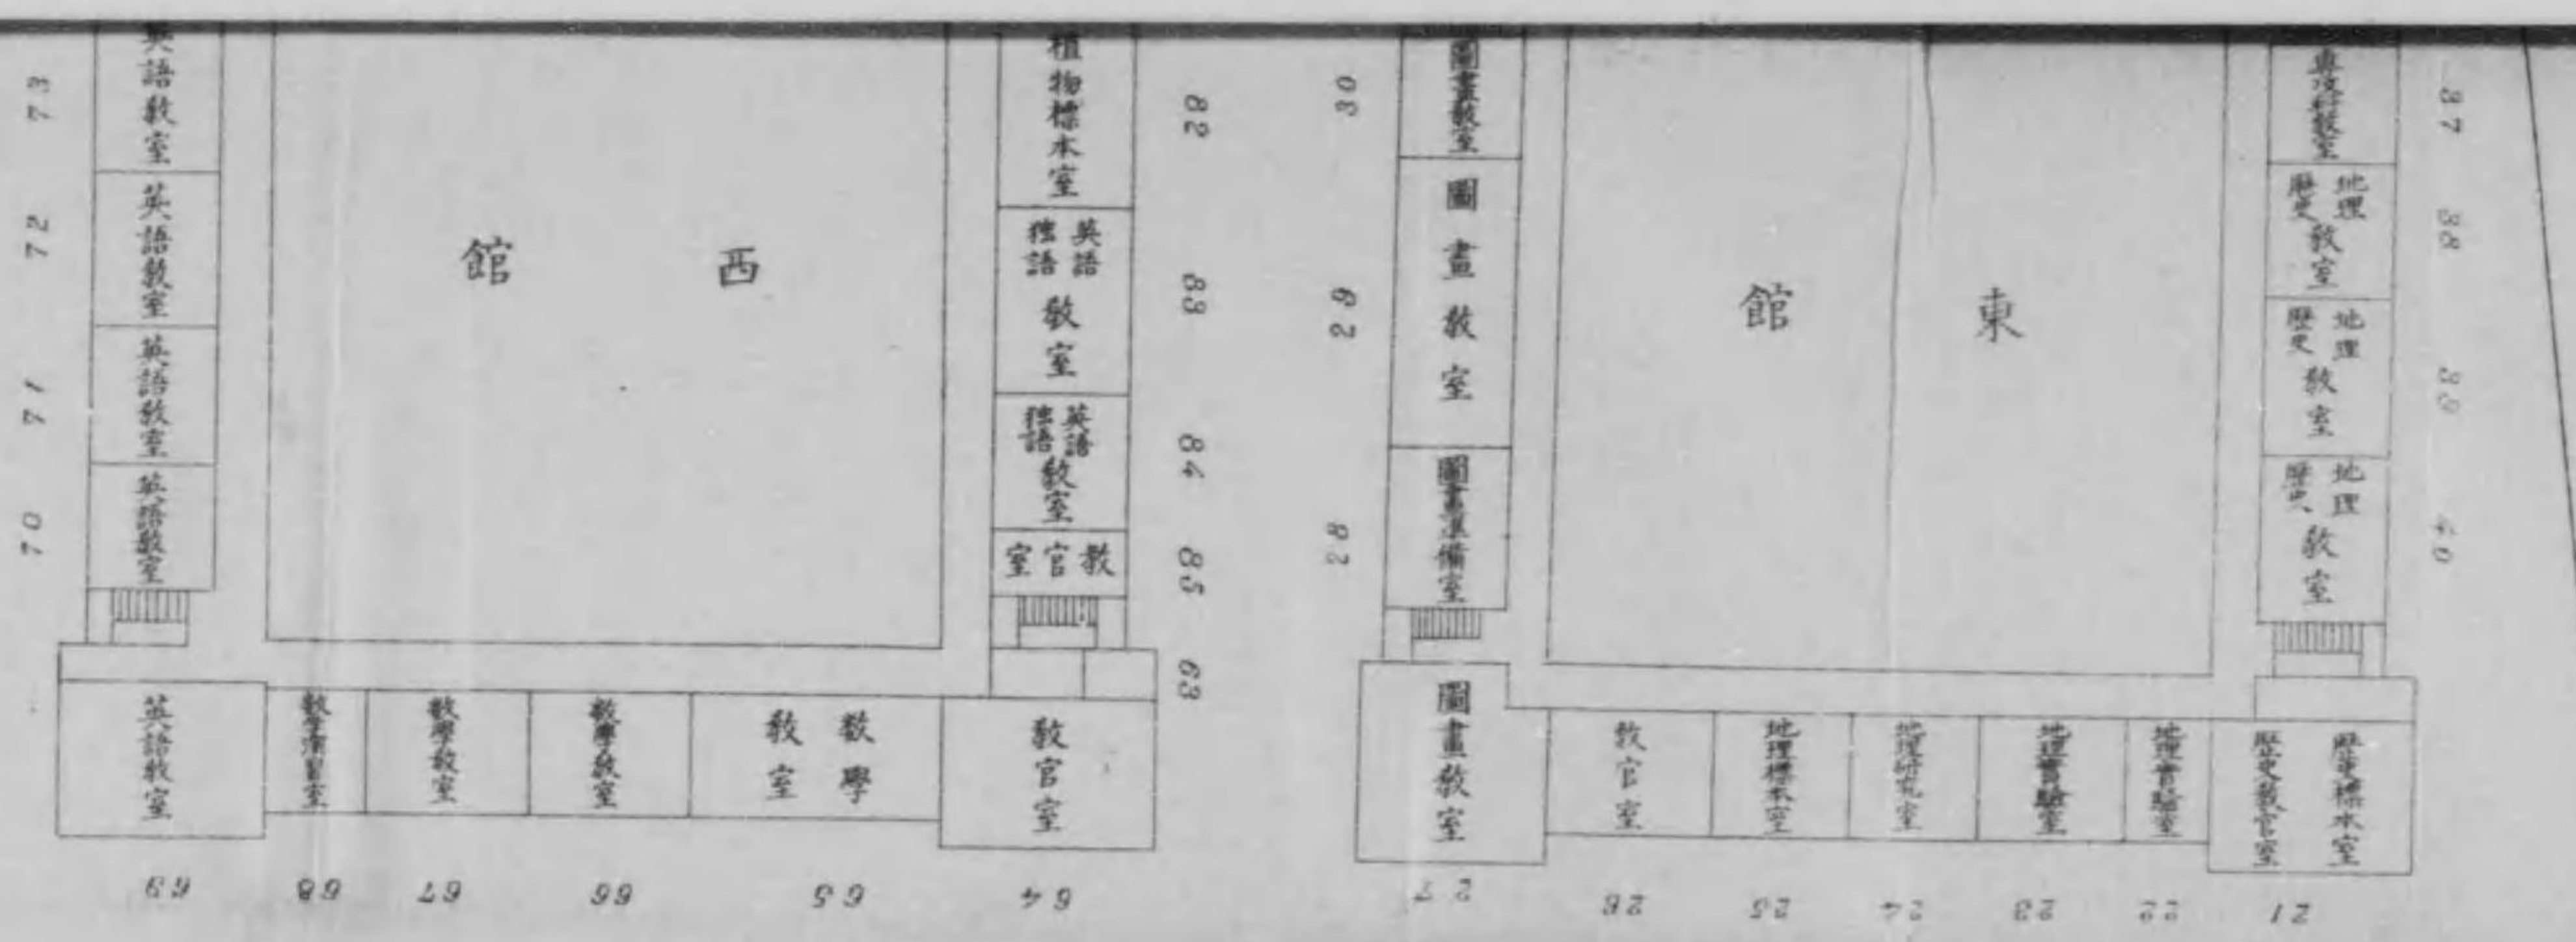 73
英語教室
72
英語教室
71
英語教室
70
英語教室
西館
植物標本室
82
英語
独語
教室
83
英語
独語
教室
84
教官室
85
63
英語教室
69
數學演習室
68
數學教室
67
數學教室
66
數學
教室
65
教官室
64
圖畫教室
30
圖畫教室
29
圖畫準備室
28
東館
37
地理
歷史
教室
38
地理
歷史
教室
39
地理
歷史
教室
40
圖畫教室
27
教官室
26
地理標本室
25
地理研究室
24
地理實驗室
23
地理實驗室
22
歷史標本室
歷史教官室
21